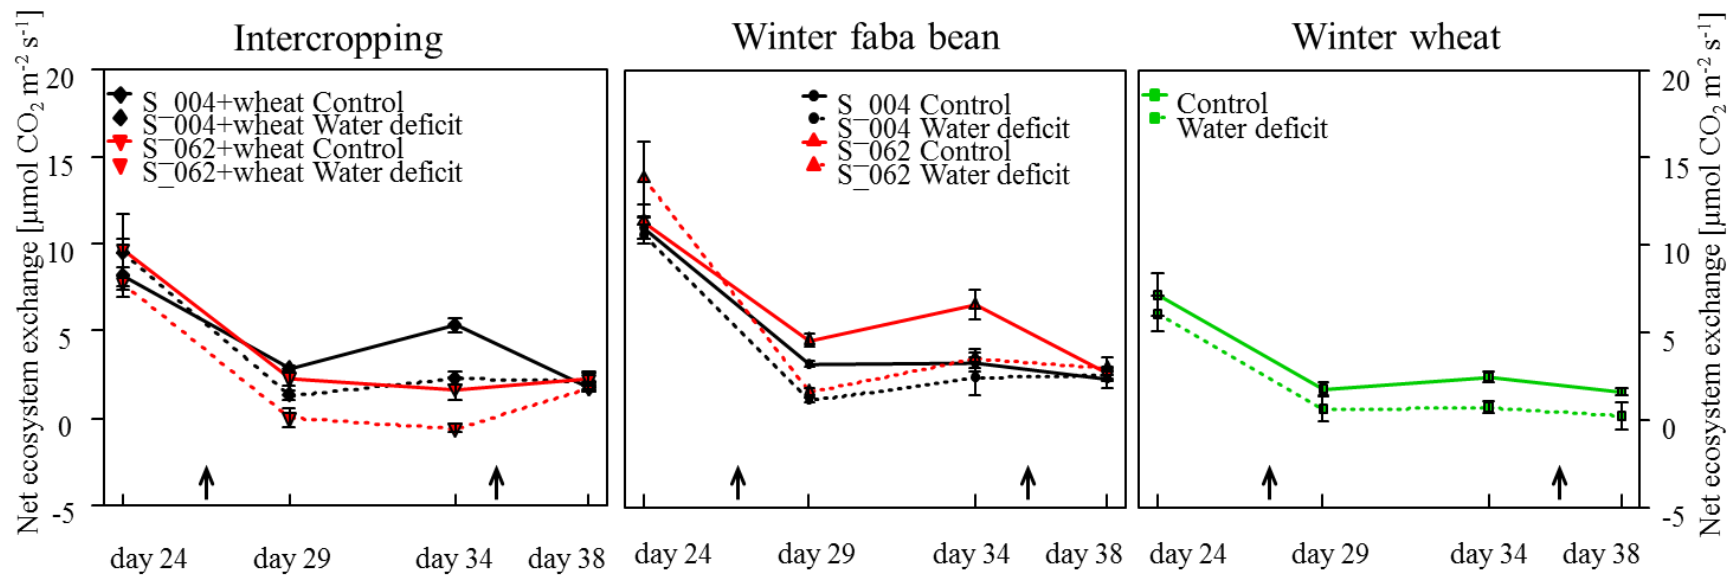 Intercropping
Winter faba bean
Winter wheat
Net ecosystem exchange [µmol CO₂ m⁻² s⁻¹]
20
15
10
5
0
-5
S_004+wheat Control
S_004+wheat Water deficit
S_062+wheat Control
S_062+wheat Water deficit
day 24
day 29
day 34
day 38
S_004 Control
S_004 Water deficit
S_062 Control
S_062 Water deficit
day 24
day 29
day 34
day 38
Control
Water deficit
day 24
day 29
day 34
day 38
20
15
10
5
0
-5
Net ecosystem exchange [µmol CO₂ m⁻² s⁻¹]